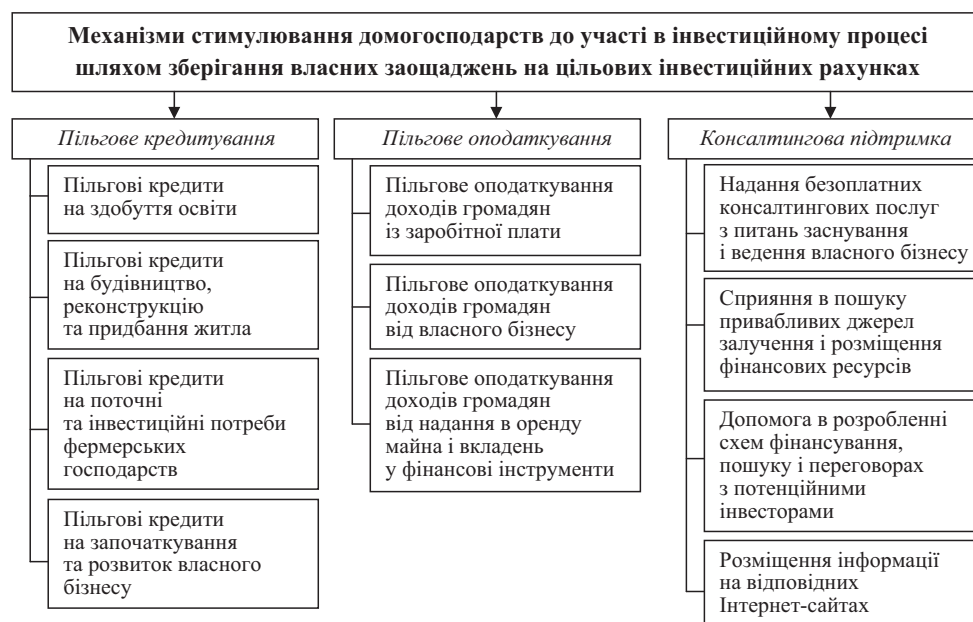 Механізми стимулювання домогосподарств до участі в інвестиційному процесі
шляхом зберігання власних заощаджень на цільових інвестиційних рахунках
Пільгове кредитування
Пільгові кредити
на здобуття освіти
Пільгові кредити
на будівництво,
реконструкцію
та придбання житла
Пільгові кредити
на поточні
та інвестиційні потреби
фермерських
господарств
Пільгові кредити
на започаткування
та розвиток власного
бізнесу
Пільгове оподаткування
Пільгове оподаткування
доходів громадян
із заробітної плати
Пільгове оподаткування
доходів громадян
від власного бізнесу
Пільгове оподаткування
доходів громадян
від надання в оренду
майна і вкладень
у фінансові інструменти
Консалтингова підтримка
Надання безоплатних
консалтингових послуг
з питань заснування
і ведення власного бізнесу
Сприяння в пошуку
привабливих джерел
залучення і розміщення
фінансових ресурсів
Допомога в розробленні
схем фінансування,
пошуку і переговорах
з потенційними
інвесторами
Розміщення інформації
на відповідних
Інтернет-сайтах